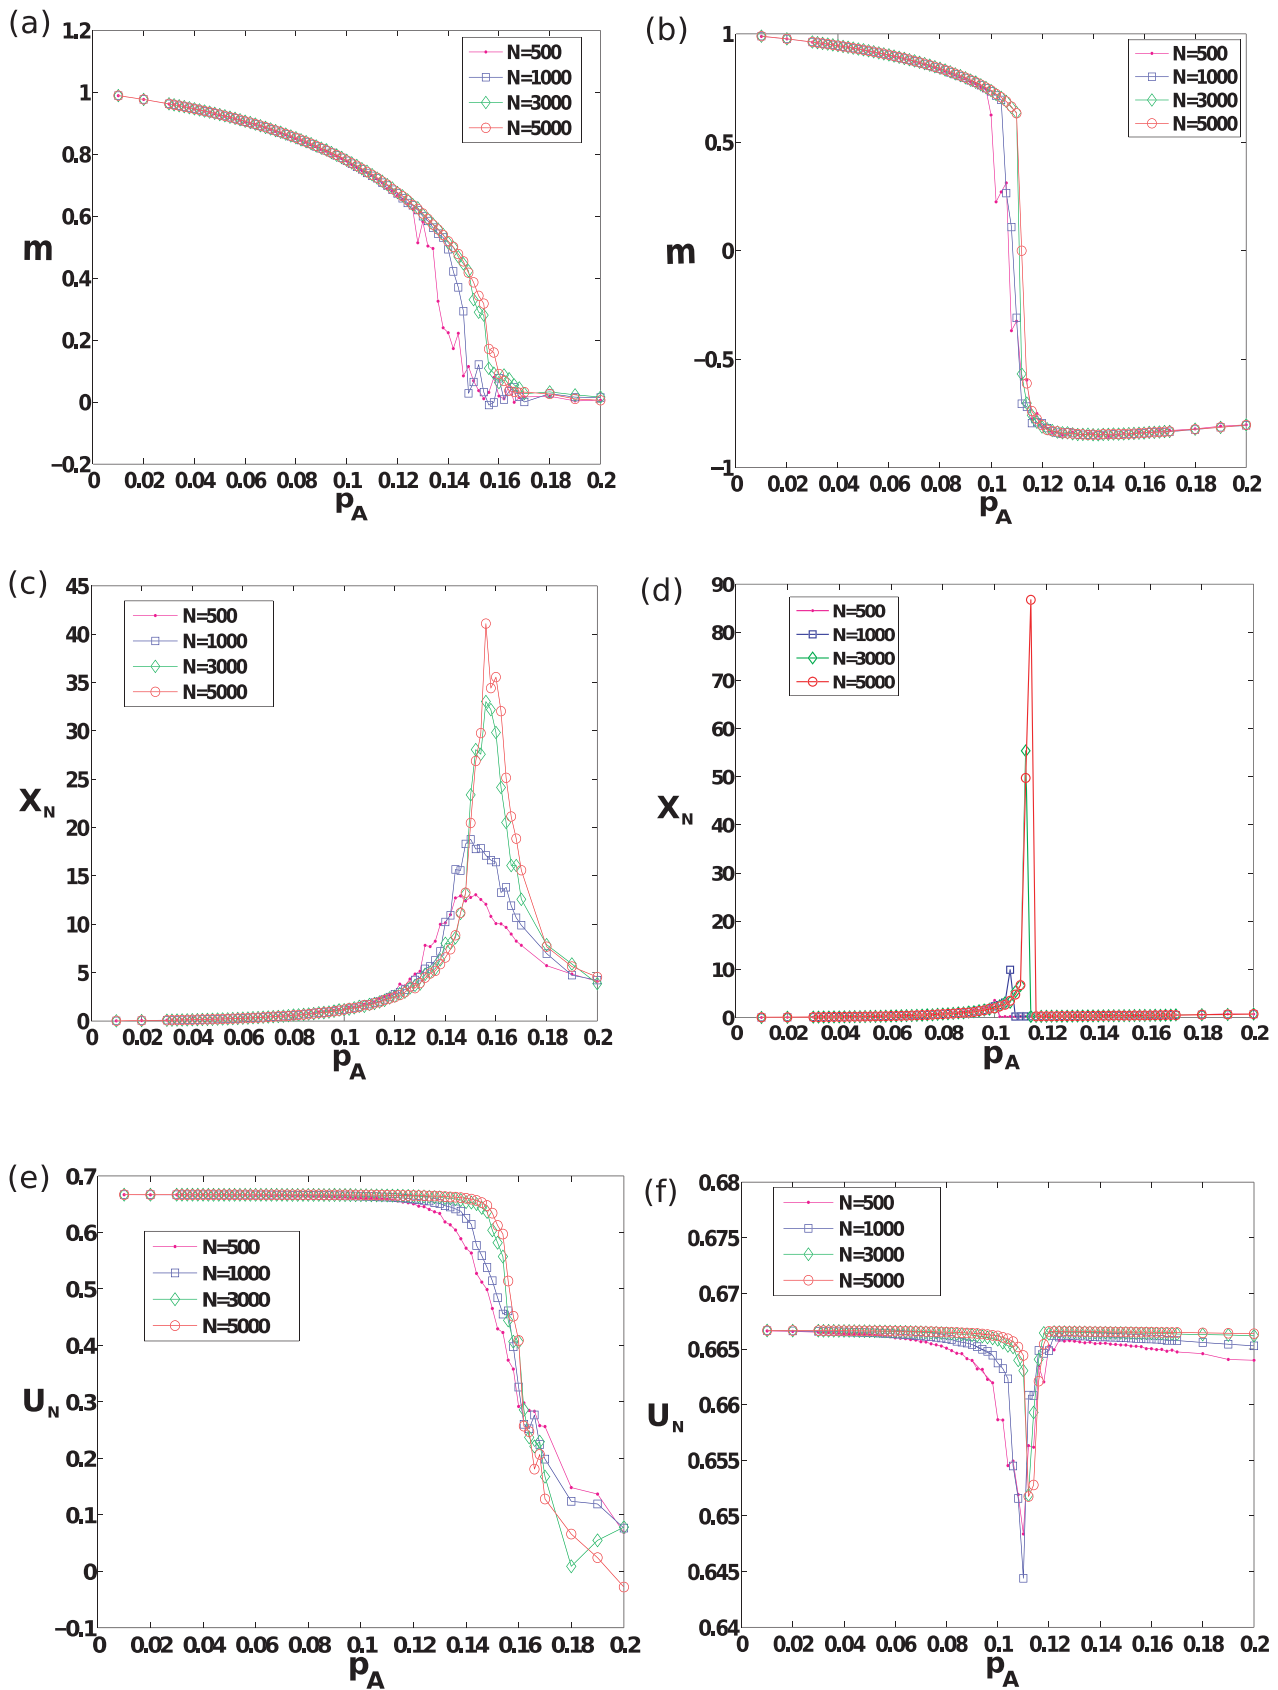 (a)
1.2
1
0.8
0.6
0.4
0.2
0
−0.2
m
N=500
N=1000
N=3000
N=5000
0 0.02 0.04 0.06 0.08 0.1 0.12 0.14 0.16 0.18 0.2
pA
(b)
1
0.5
0
−0.5
−1
m
N=500
N=1000
N=3000
N=5000
0 0.02 0.04 0.06 0.08 0.1 0.12 0.14 0.16 0.18 0.2
pA
(c)
45
40
35
30
25
20
15
10
5
0
XN
N=500
N=1000
N=3000
N=5000
0 0.02 0.04 0.06 0.08 0.1 0.12 0.14 0.16 0.18 0.2
pA
(d)
90
80
70
60
50
40
30
20
10
0
XN
N=500
N=1000
N=3000
N=5000
0 0.02 0.04 0.06 0.08 0.1 0.12 0.14 0.16 0.18 0.2
pA
(e)
0.7
0.6
0.5
0.4
0.3
0.2
0.1
0
−0.1
UN
N=500
N=1000
N=3000
N=5000
0 0.02 0.04 0.06 0.08 0.1 0.12 0.14 0.16 0.18 0.2
pA
(f)
0.68
0.675
0.67
0.665
0.66
0.655
0.65
0.645
0.64
UN
N=500
N=1000
N=3000
N=5000
0 0.02 0.04 0.06 0.08 0.1 0.12 0.14 0.16 0.18 0.2
pA